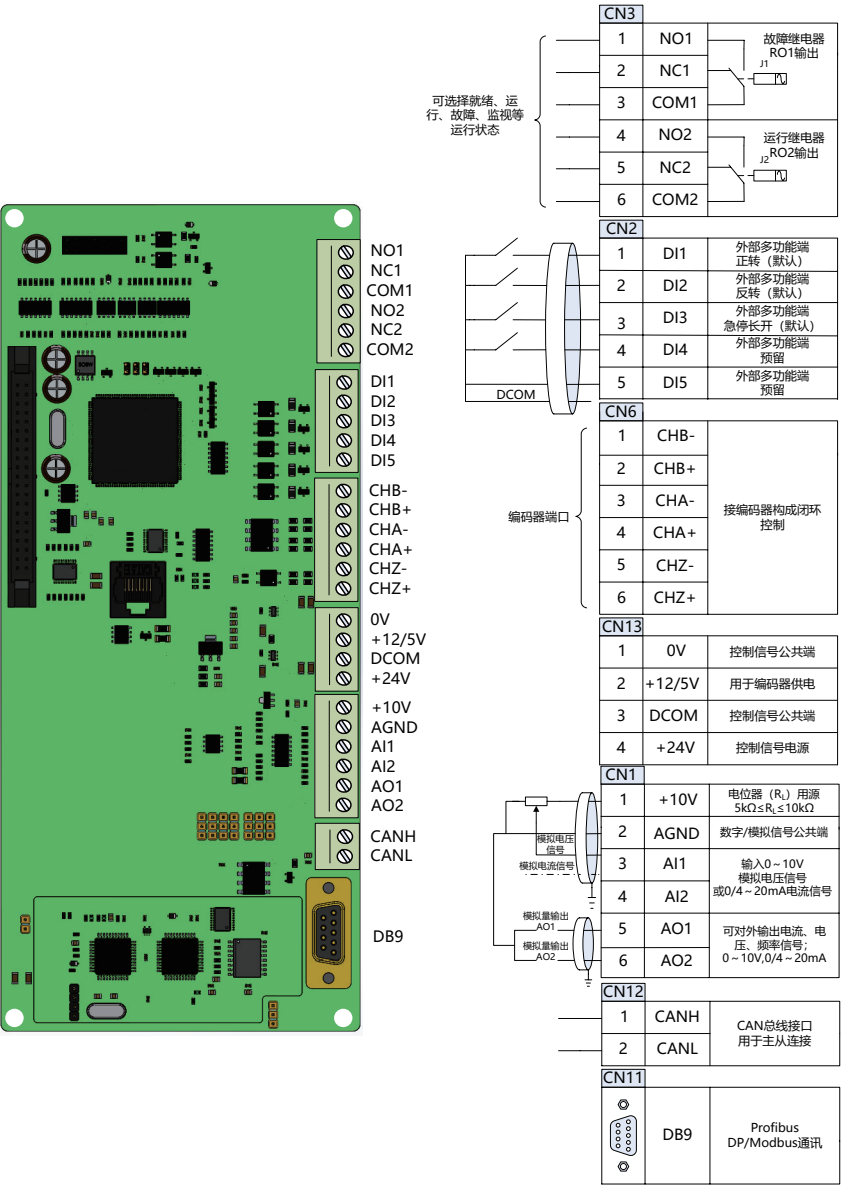 NO1
NC1
COM1
NO2
NC2
COM2
DI1
DI2
DI3
DI4
DI5
CHB-
CHB+
CHA-
CHA+
CHZ-
CHZ+
0V
+12/5V
DCOM
+24V
+10V
AGND
AI1
AI2
AO1
AO2
CANH
CANL
DB9
CN3
可选择就绪、运
行、故障、监视等
运行状态
1 NO1
2 NC1
3 COM1
故障继电器
RO1输出
J1
4 NO2
5 NC2
6 COM2
运行继电器
RO2输出
J2
CN2
1 DI1 外部多功能端
正转（默认）
2 DI2 外部多功能端
反转（默认）
3 DI3 外部多功能端
急停长开（默认）
4 DI4 外部多功能端
预留
5 DI5 外部多功能端
预留
DCOM
CN6
编码器端口
1 CHB-
2 CHB+
3 CHA-
4 CHA+
5 CHZ-
6 CHZ+
接编码器构成闭环
控制
CN13
1 0V 控制信号公共端
2 +12/5V 用于编码器供电
3 DCOM 控制信号公共端
4 +24V 控制信号电源
CN1
1 +10V 电位器（RL）用源
5kΩ≤RL≤10kΩ
2 AGND 数字/模拟信号公共端
模拟电压
信号
模拟电流信号
3 AI1
4 AI2
输入0～10V
模拟电压信号
或0/4～20mA电流信号
模拟量输出
AO1
模拟量输出
AO2
5 AO1
6 AO2
可对外输出电流、电
压、频率信号；
0～10V,0/4～20mA
CN12
1 CANH
2 CANL
CAN总线接口
用于主从连接
CN11
DB9
Profibus
DP/Modbus通讯